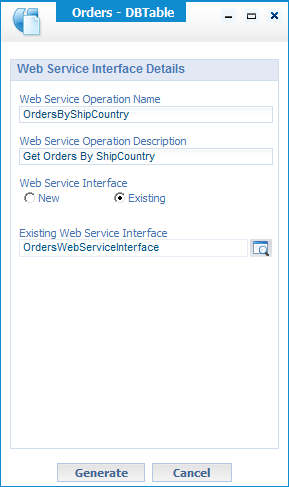 Orders - DBTable
Web Service Interface Details
Web Service Operation Name
OrdersByShipCountry
Web Service Operation Description
Get Orders By ShipCountry
Web Service Interface
New Existing
Existing Web Service Interface
OrdersWebServiceInterface
Generate Cancel